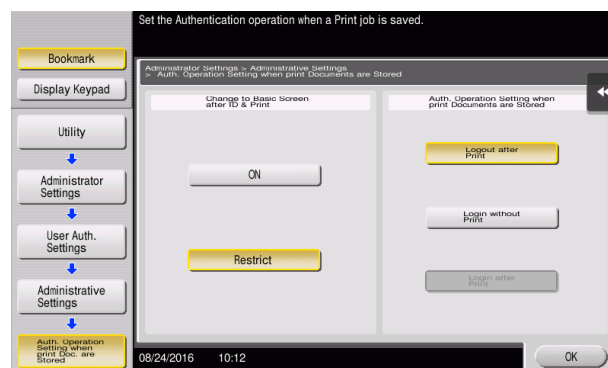 Set the Authentication operation when a Print job is saved.
Bookmark
Display Keypad
Utility
Administrator
Settings
User Auth.
Settings
Administrative
Settings
Auth. Operation
Setting when
print Doc. are
Stored
Administrator Settings > Administrative Settings
> Auth. Operation Setting when print Documents are Stored
Change to Basic Screen
after ID & Print
ON
Restrict
Auth. Operation Setting when
print Documents are Stored
Logout after
Print
Login without
Print
Login after
Print
08/24/2016 10:12
OK